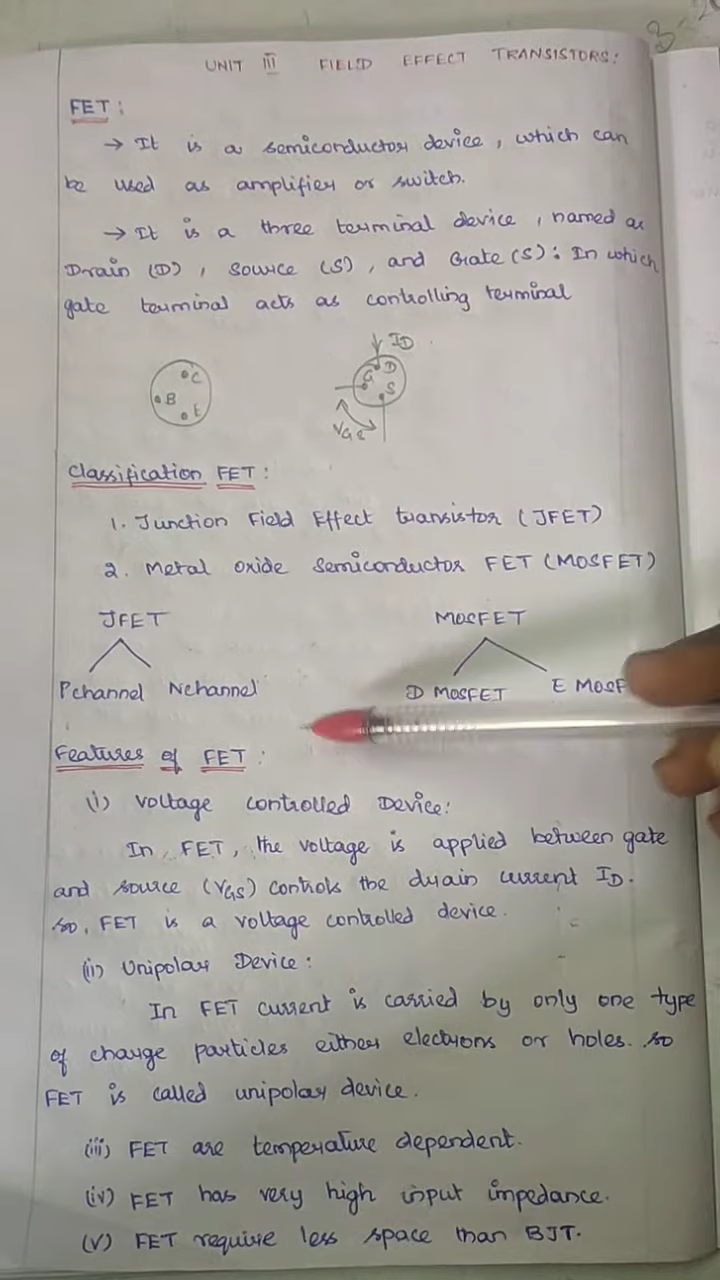 UNIT III FIELD EFFECT TRANSISTORS:
FET:
→ It is a semiconductor device, which can
be used as amplifier or switch.
→ It is a three terminal device, named as
Drain (D), Source (S), and Gate (S): In which
gate terminal acts as controlling terminal
C
B
E
ID
G D
S
VGS
Classification FET:
1. Junction Field Effect transistor (JFET)
2. Metal oxide semiconductor FET (MOSFET)
JFET MOSFET
Pchannel Nchannel D MOSFET E MOSF
Features of FET:
(i) Voltage controlled Device:
In FET, the voltage is applied between gate
and source (VGS) controls the drain current ID.
so, FET is a voltage controlled device.
(ii) Unipolar Device:
In FET current is carried by only one type
of charge particles either electrons or holes. so
FET is called unipolar device.
(iii) FET are temperature dependent.
(iv) FET has very high input impedance.
(v) FET require less space than BJT.